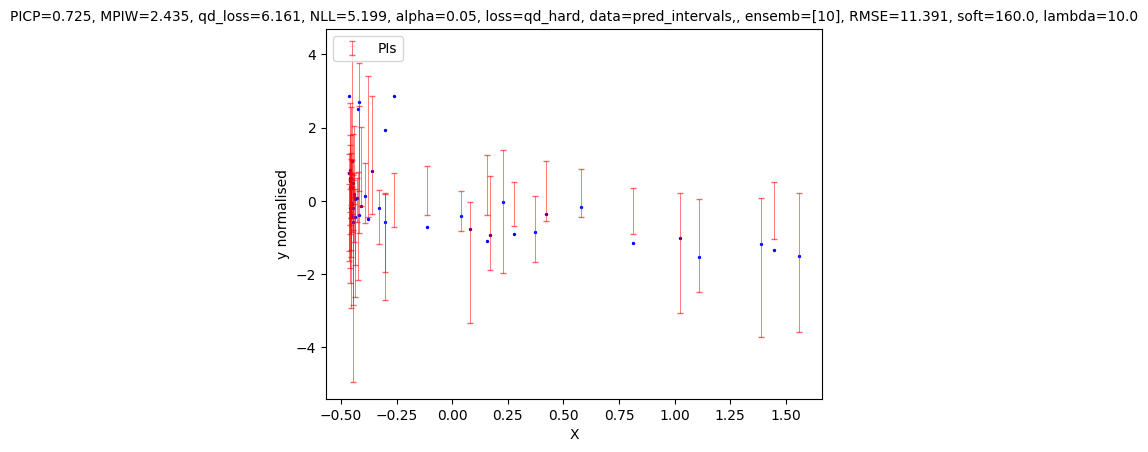 PICP=0.725, MPIW=2.435, qd_loss=6.161, NLL=5.199, alpha=0.05, loss=qd_hard, data=pred_intervals,, ensemb=[10], RMSE=11.391, soft=160.0, lambda=10.0
PIs
4
2
0
−2
−4
y normalised
−0.50 −0.25 0.00 0.25 0.50 0.75 1.00 1.25 1.50
X